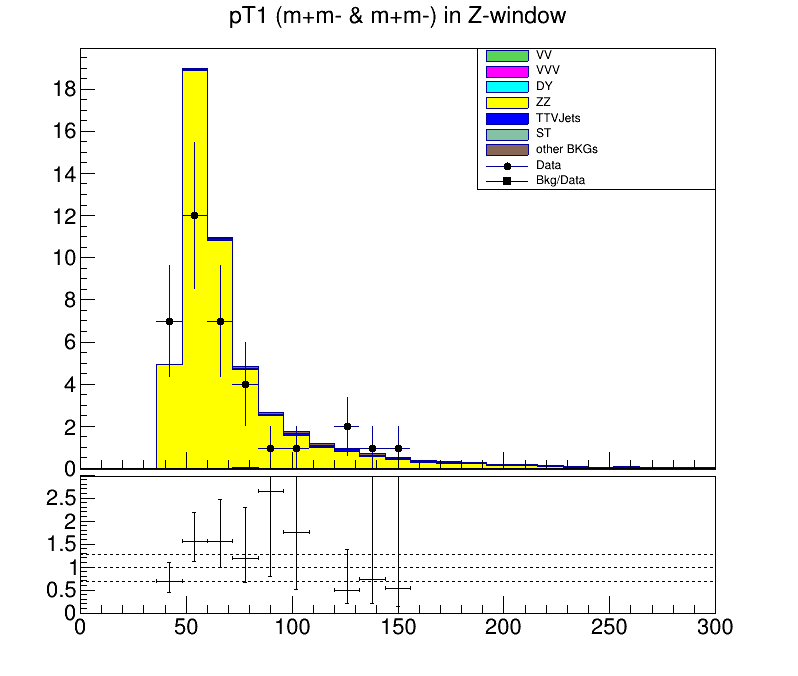 pT1 (m+m- & m+m-) in Z-window
VV
VVV
DY
ZZ
TTVJets
ST
other BKGs
Data
Bkg/Data
18
16
14
12
10
8
6
4
2
0
2.5
2
1.5
1
0.5
0
0 50 100 150 200 250 300